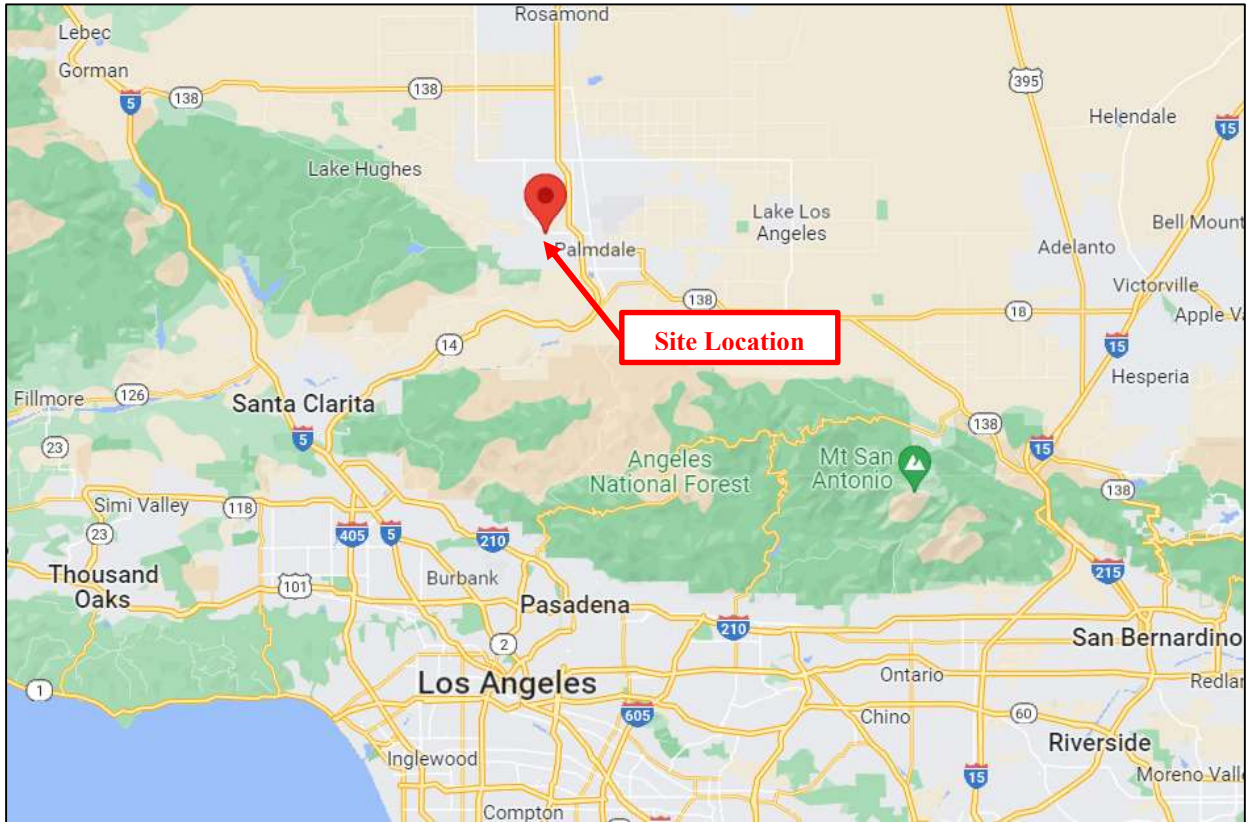 Rosamond
Lebec
Gorman
5
138
138
395
Helendale
15
Lake Hughes
Lake Los
Angeles
Bell Mount
Palmdale
Adelanto
Victorville
138
18
Apple Va
Site Location
14
15
Hesperia
Fillmore
126
Santa Clarita
23
5
138
15
Angeles
National Forest
Mt San
Antonio
138
Simi Valley
118
23
405
5
210
Thousand
Oaks
101
Burbank
215
Pasadena
210
2
San Bernardino
1
Los Angeles
Ontario
Redlar
605
Chino
60
Riverside
Inglewood
15
Moreno Valle
Compton